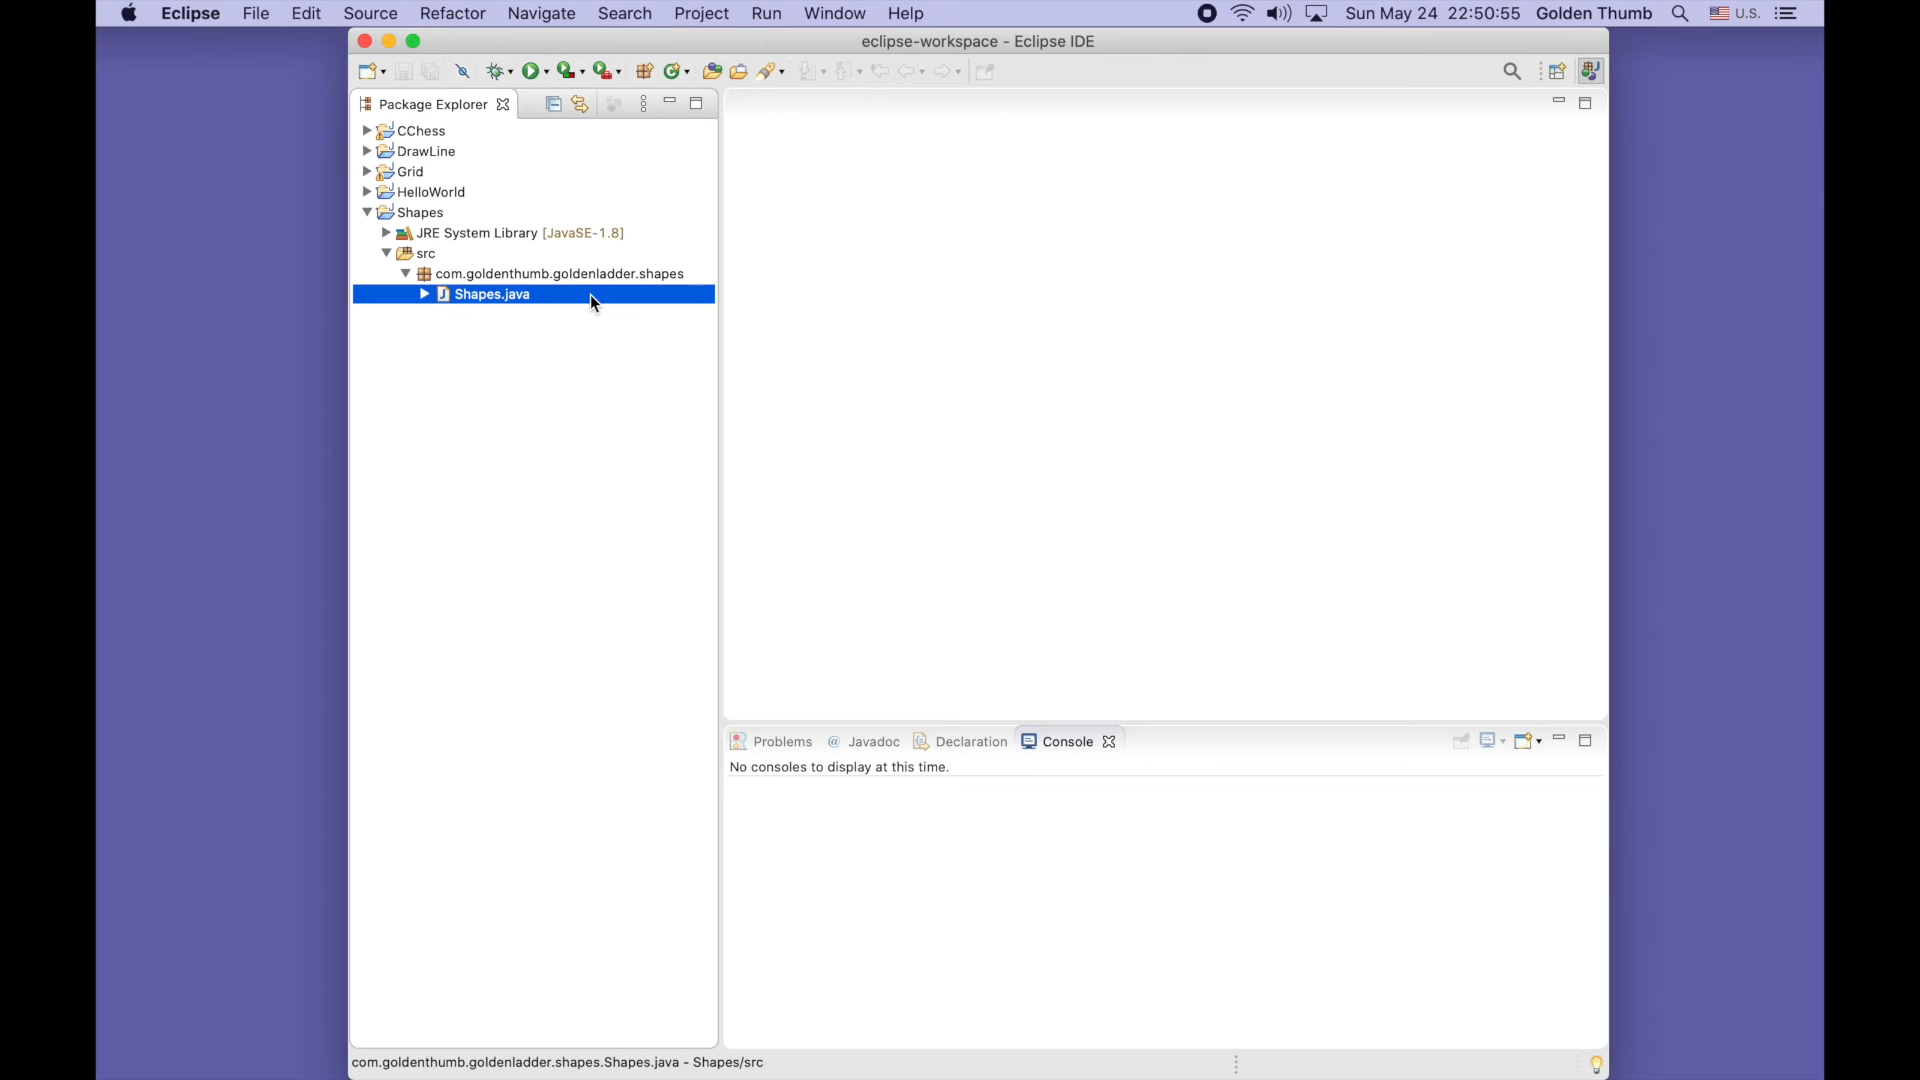 Eclipse File Edit Source Refactor Navigate Search Project Run Window Help Sun May 24 22:50:55 Golden Thumb U.S.
eclipse-workspace - Eclipse IDE
Package Explorer
CChess
DrawLine
Grid
HelloWorld
Shapes
JRE System Library [JavaSE-1.8]
src
com.goldenthumb.goldenladder.shapes
Shapes.java
Problems @ Javadoc Declaration Console
No consoles to display at this time.
com.goldenthumb.goldenladder.shapes.Shapes.java - Shapes/src